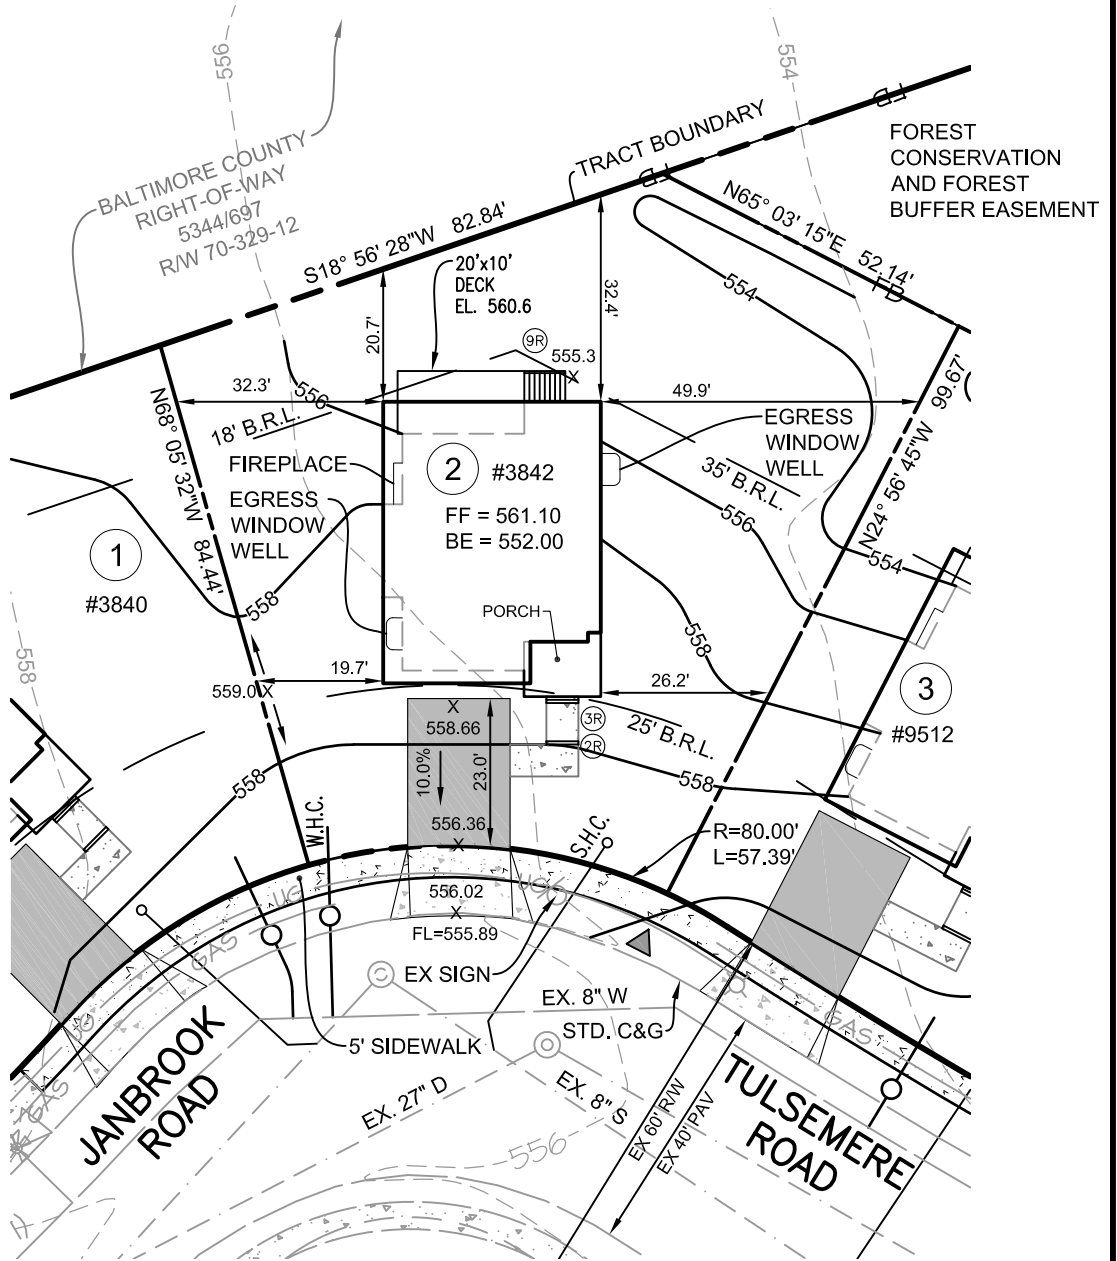 556
554
BALTIMORE COUNTY
RIGHT-OF-WAY
5344/697
R/W 70-329-12
TRACT BOUNDARY
FOREST
CONSERVATION
AND FOREST
BUFFER EASEMENT
S18° 56' 28"W 82.84'
N65° 03' 15"E 52.14'
20'x10'
DECK
EL. 560.6
20.7'
32.4'
554
9R
555.3
X
32.3'
556
49.9'
N68° 05' 32"W 84.44'
18' B.R.L.
N24° 56' 45"W 99.67'
EGRESS
WINDOW
WELL
FIREPLACE
2
#3842
35' B.R.L.
EGRESS
WINDOW
WELL
FF = 561.10
BE = 552.00
556
1
#3840
554
558
PORCH
558
558
19.7'
559.0 X
26.2'
3
#9512
X
558.66
3R
2R
25' B.R.L.
558
558
10.0%
23.0'
W.H.C.
556.36
X
S.H.C.
R=80.00'
L=57.39'
UG
556.02
X
FL=555.89
UG
GAS
EX SIGN
EX. 8" W
STD. C&G
5' SIDEWALK
UG
GAS
GAS
JANBROOK
ROAD
EX. 27" D
EX. 8" S
556
EX 60' R/W
EX 40' PAV
TULSEMERE
ROAD